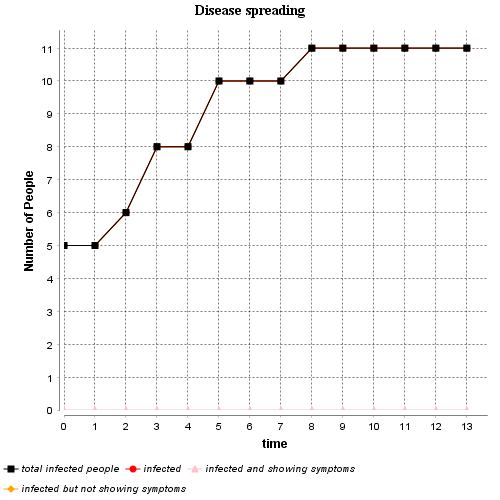 Disease spreading
Number of People
11
10
9
8
7
6
5
4
3
2
1
0
0 1 2 3 4 5 6 7 8 9 10 11 12 13
time
total infected people infected infected and showing symptoms
infected but not showing symptoms